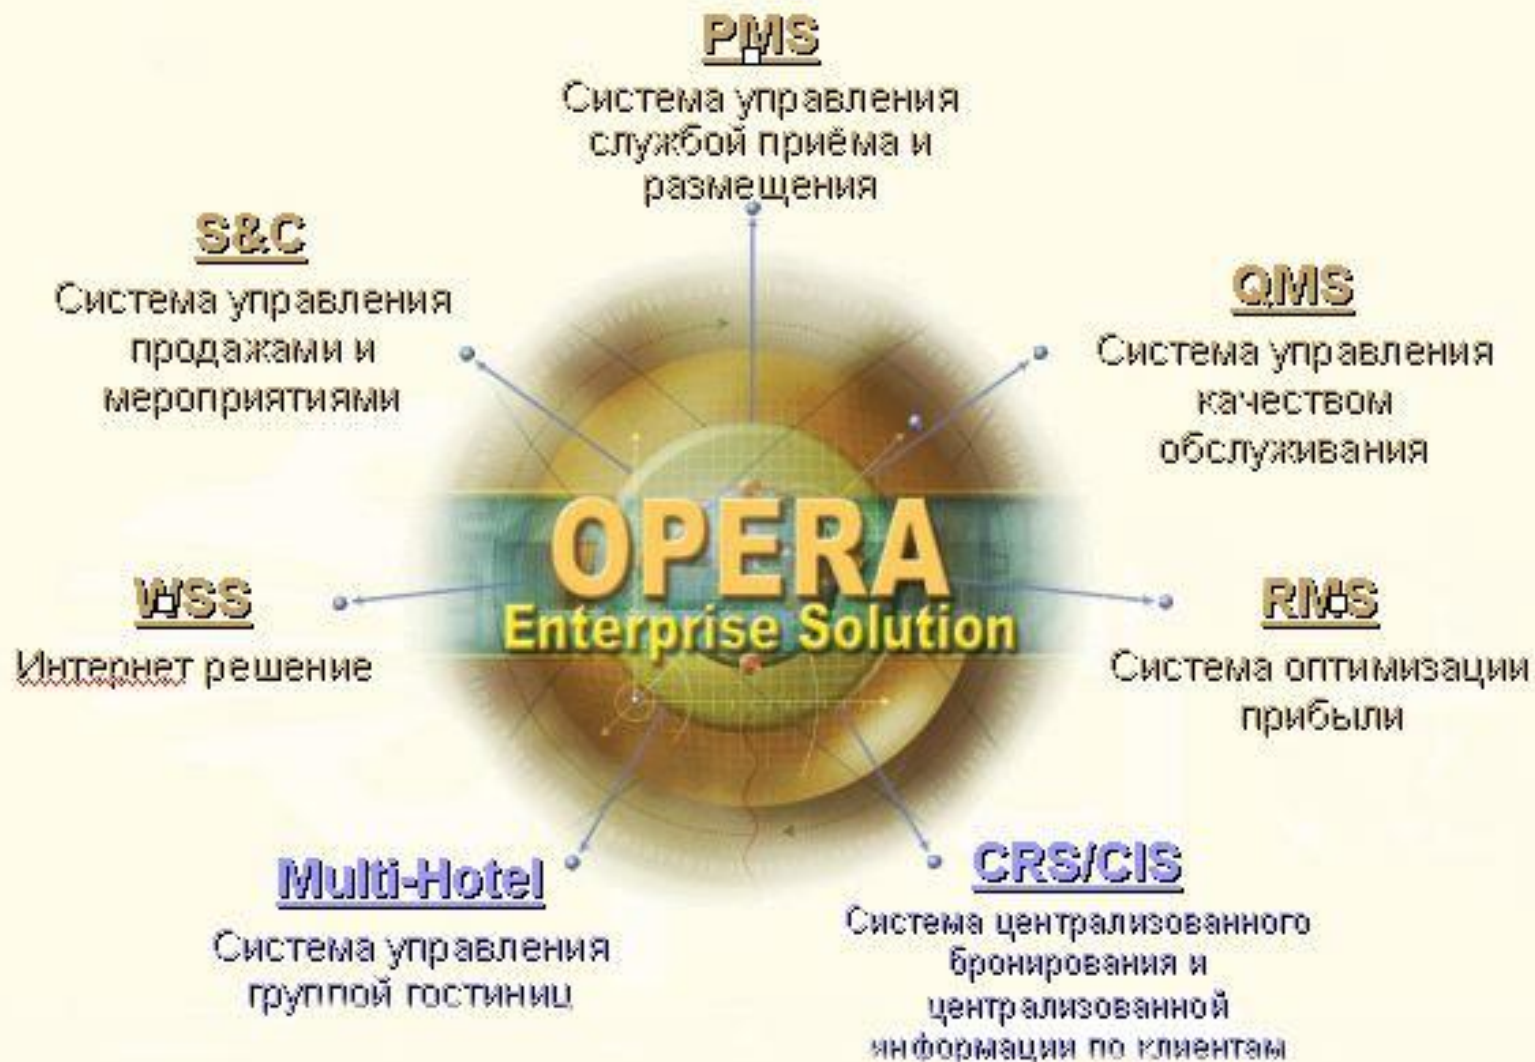 PMS
Система управления
службой приёма и
размещения
S&C
Система управления
продажами и
мероприятиями
QMS
Система управления
качеством
обслуживания
OPERA
Enterprise Solution
WSS
Интернет решение
RMS
Система оптимизации
прибыли
Multi-Hotel
Система управления
группой гостиниц
CRS/CIS
Система централизованного
бронирования и
централизованной
информации по клиентам